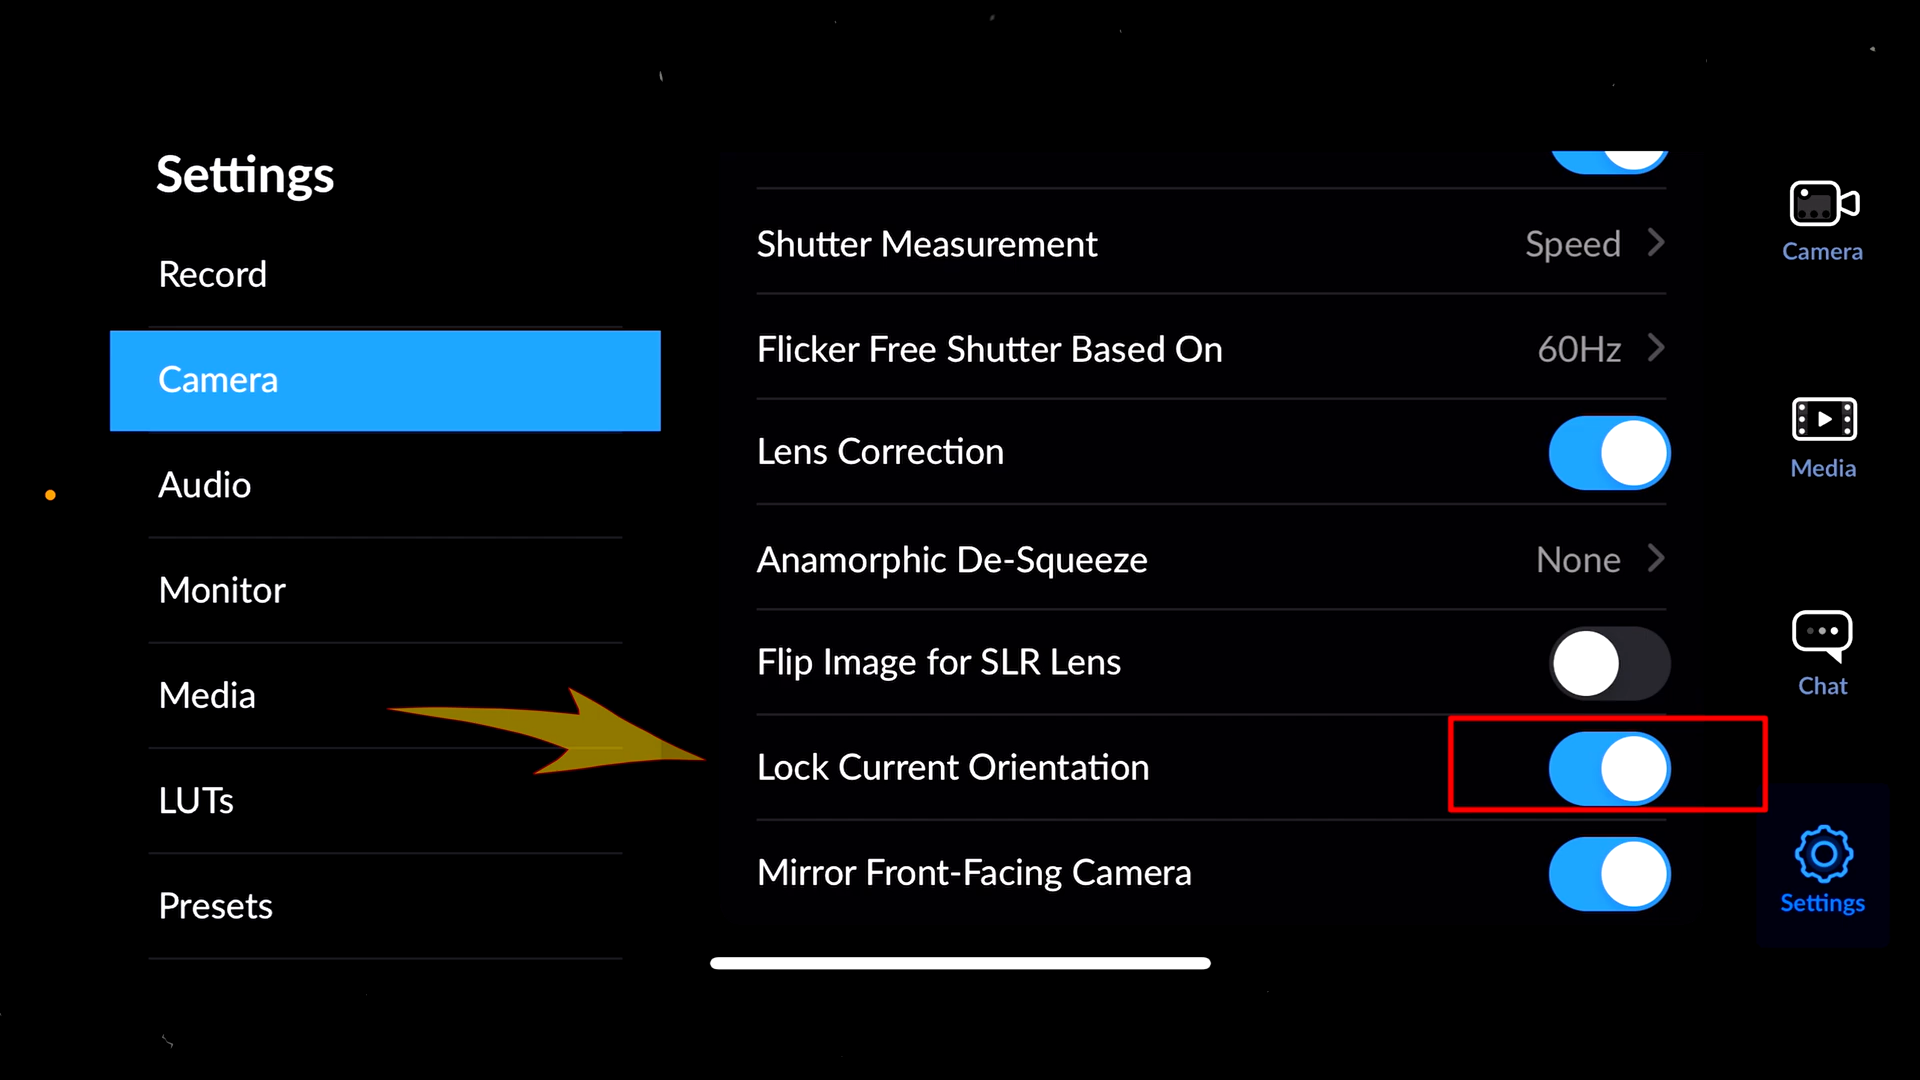 Settings
Record
Camera
Audio
Monitor
Media
LUTs
Presets
Shutter Measurement Speed
Flicker Free Shutter Based On 60Hz
Lens Correction
Anamorphic De-Squeeze None
Flip Image for SLR Lens
Lock Current Orientation
Mirror Front-Facing Camera
Camera
Media
Chat
Settings